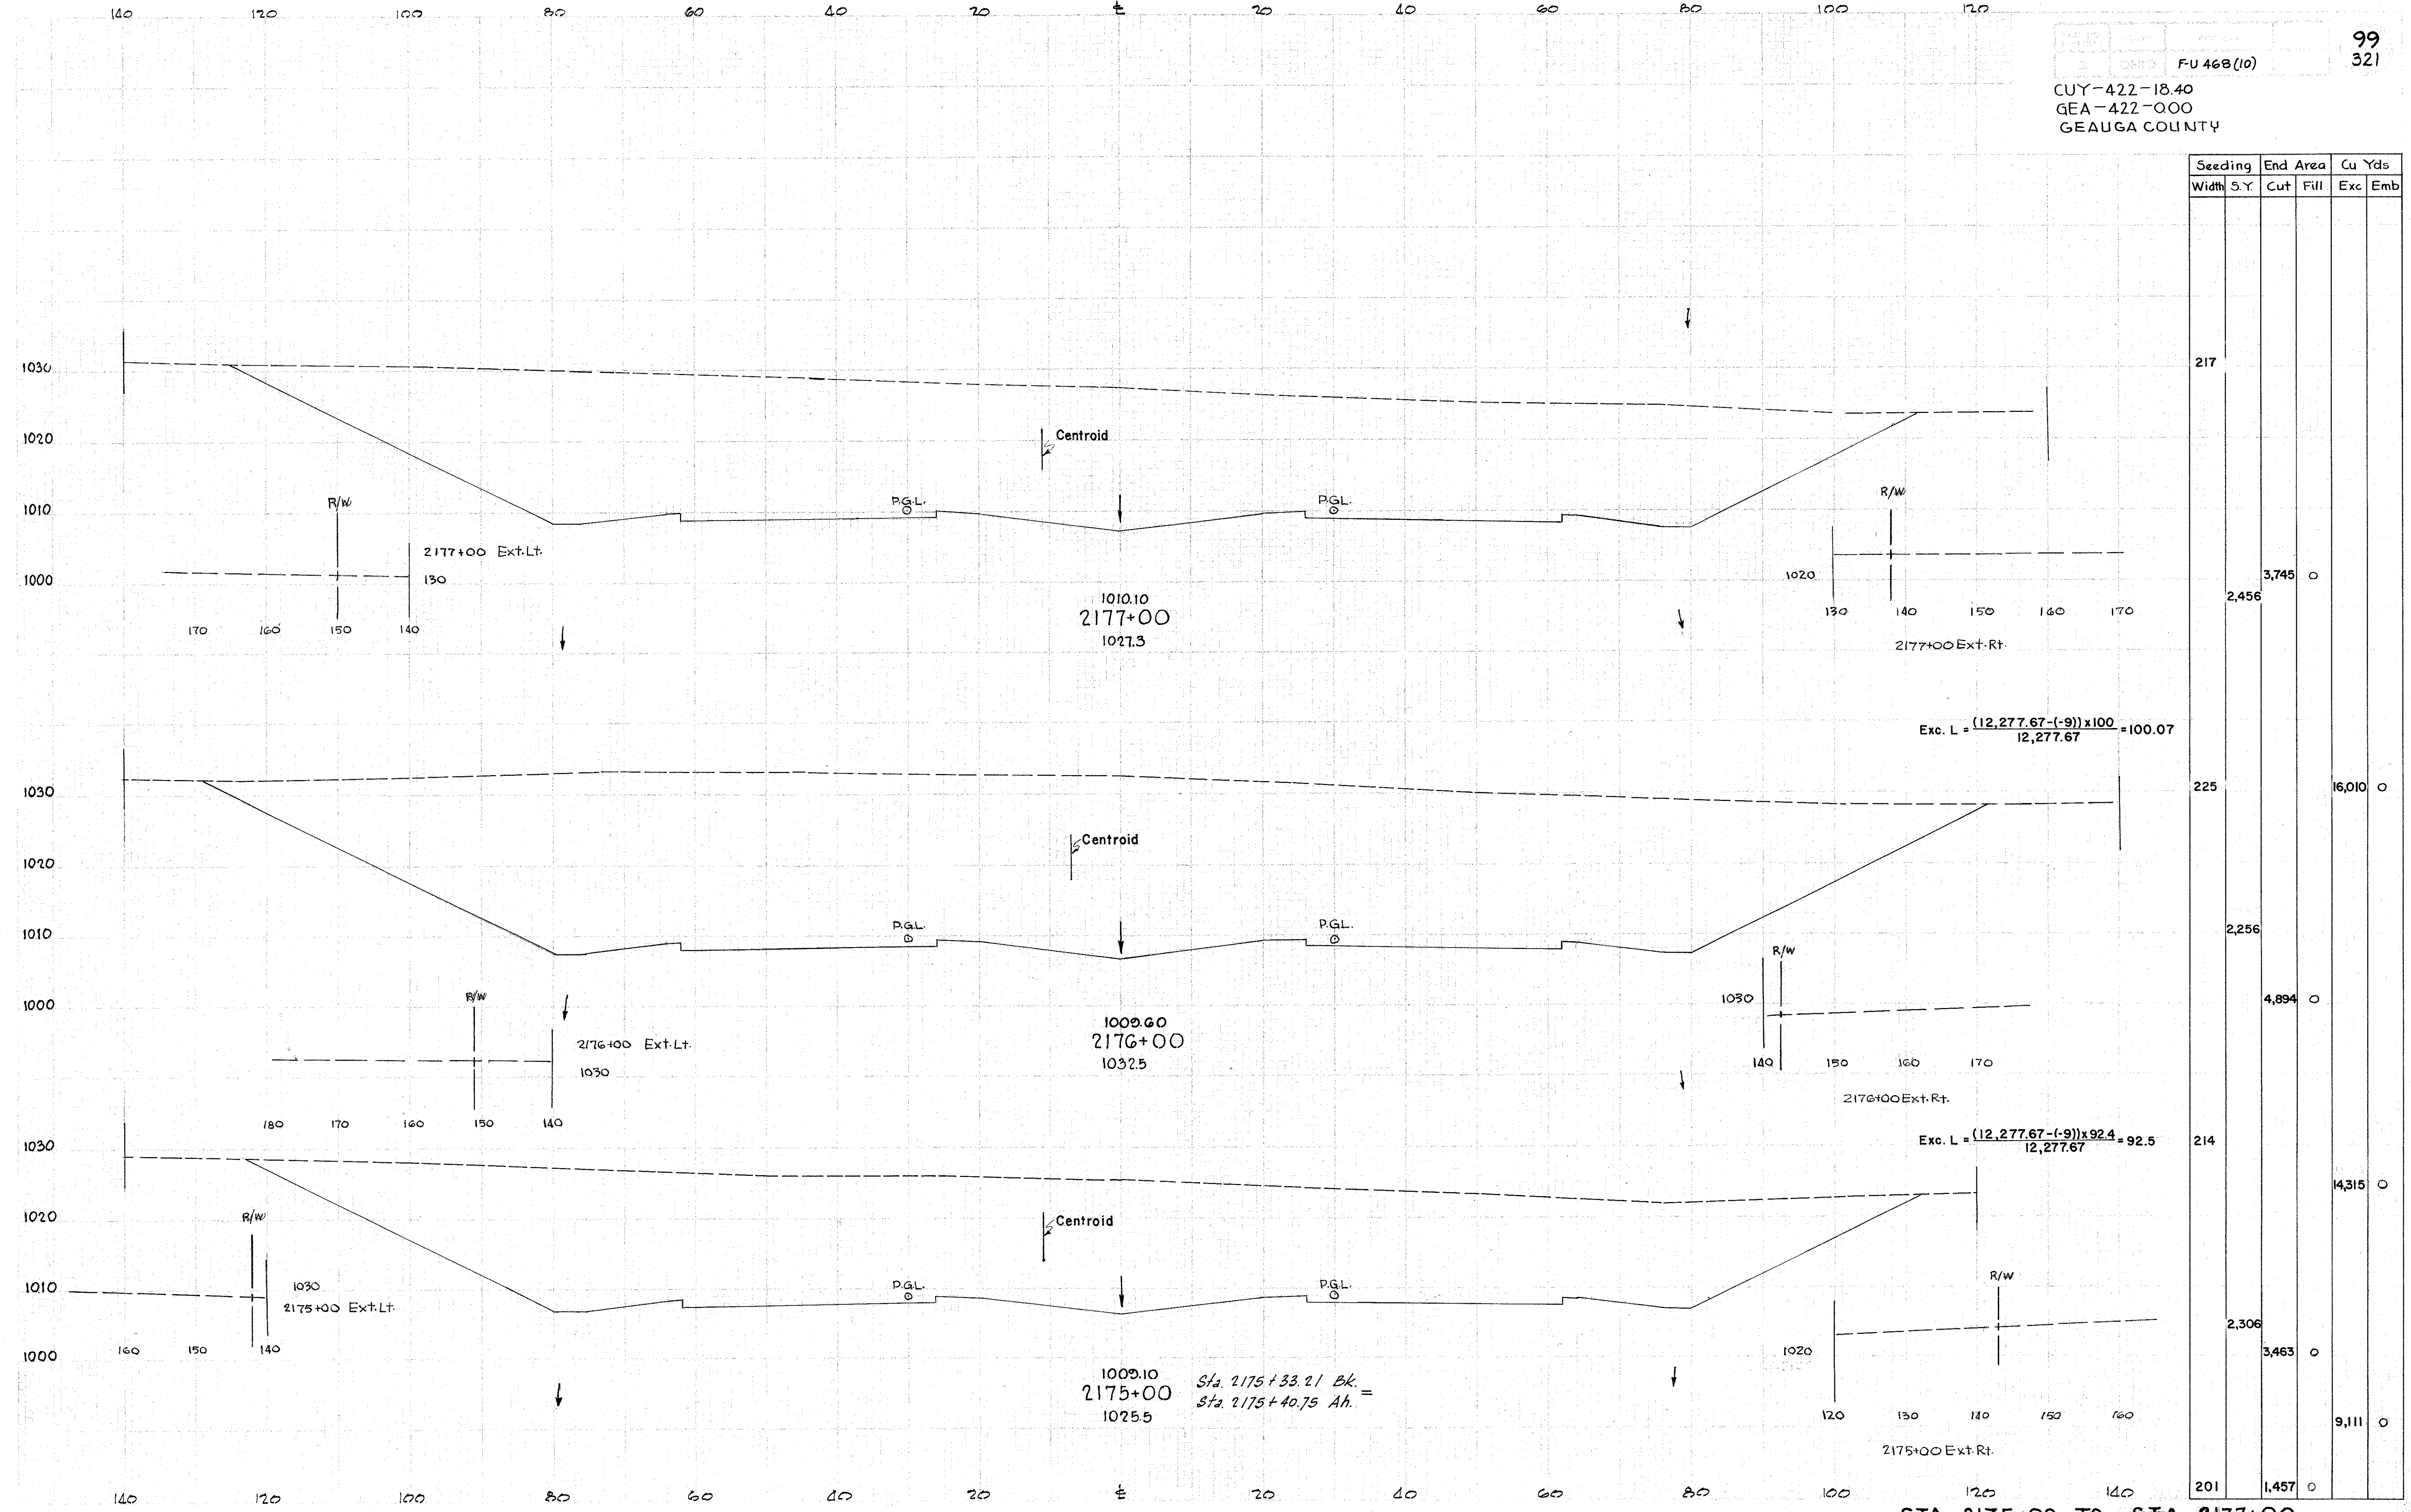 140 120 100 80 60 40 20 ℄ 20 40 60 80 100 120
99
321
OHIO F-U 468(10)
CUY-422-18.40
GEA-422-0.00
GEAUGA COUNTY
Seeding End Area Cu Yds
Width S.Y. Cut Fill Exc Emb
1030 217
1020 Centroid
1010 R/W P.G.L. P.G.L. R/W
2177+00 Ext.Lt.
1000 130 1020 3,745 0
2,456
1010.10
2177+00
1027.3
170 160 150 140
130 140 150 160 170
2177+00 Ext.Rt.
Exc. L = (12,277.67-(-9))x100 = 100.07
12,277.67
1030 225 16,010 0
1020 Centroid
1010 P.G.L. P.G.L. 2,256
R/W
1000 R/W 1030 4,894 0
1009.60
2176+00
1032.5
2176+00 Ext.Lt.
1030
140 150 160 170
2176+00 Ext.Rt.
180 170 160 150 140
Exc. L = (12,277.67-(-9))x92.4 = 92.5
12,277.67
1030 214
14,315 0
1020 R/W Centroid
1010 1030 P.G.L. P.G.L. R/W
2175+00 Ext.Lt.
2,306
1000 160 150 140 1020 3,463 0
1009.10
2175+00
1025.5
Sta. 2175+33.21 Bk. =
Sta. 2175+40.75 Ah.
120 130 140 150 160
9,111 0
2175+00 Ext.Rt.
201 1,457 0
140 120 100 80 60 40 20 ℄ 20 40 60 80 100 120 140
STA. 2175+00 TO STA. 2177+00